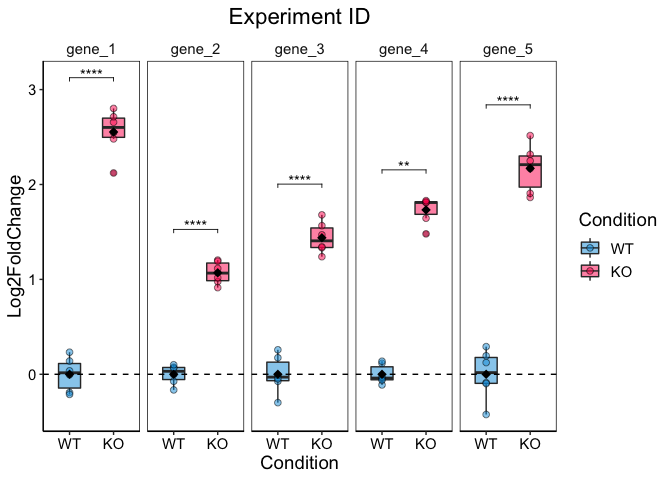 Experiment ID
gene_1 gene_2 gene_3 gene_4 gene_5
**** **** **** ** ****
3
2
1
0
Log2FoldChange
WT KO WT KO WT KO WT KO WT KO
Condition
Condition
WT
KO